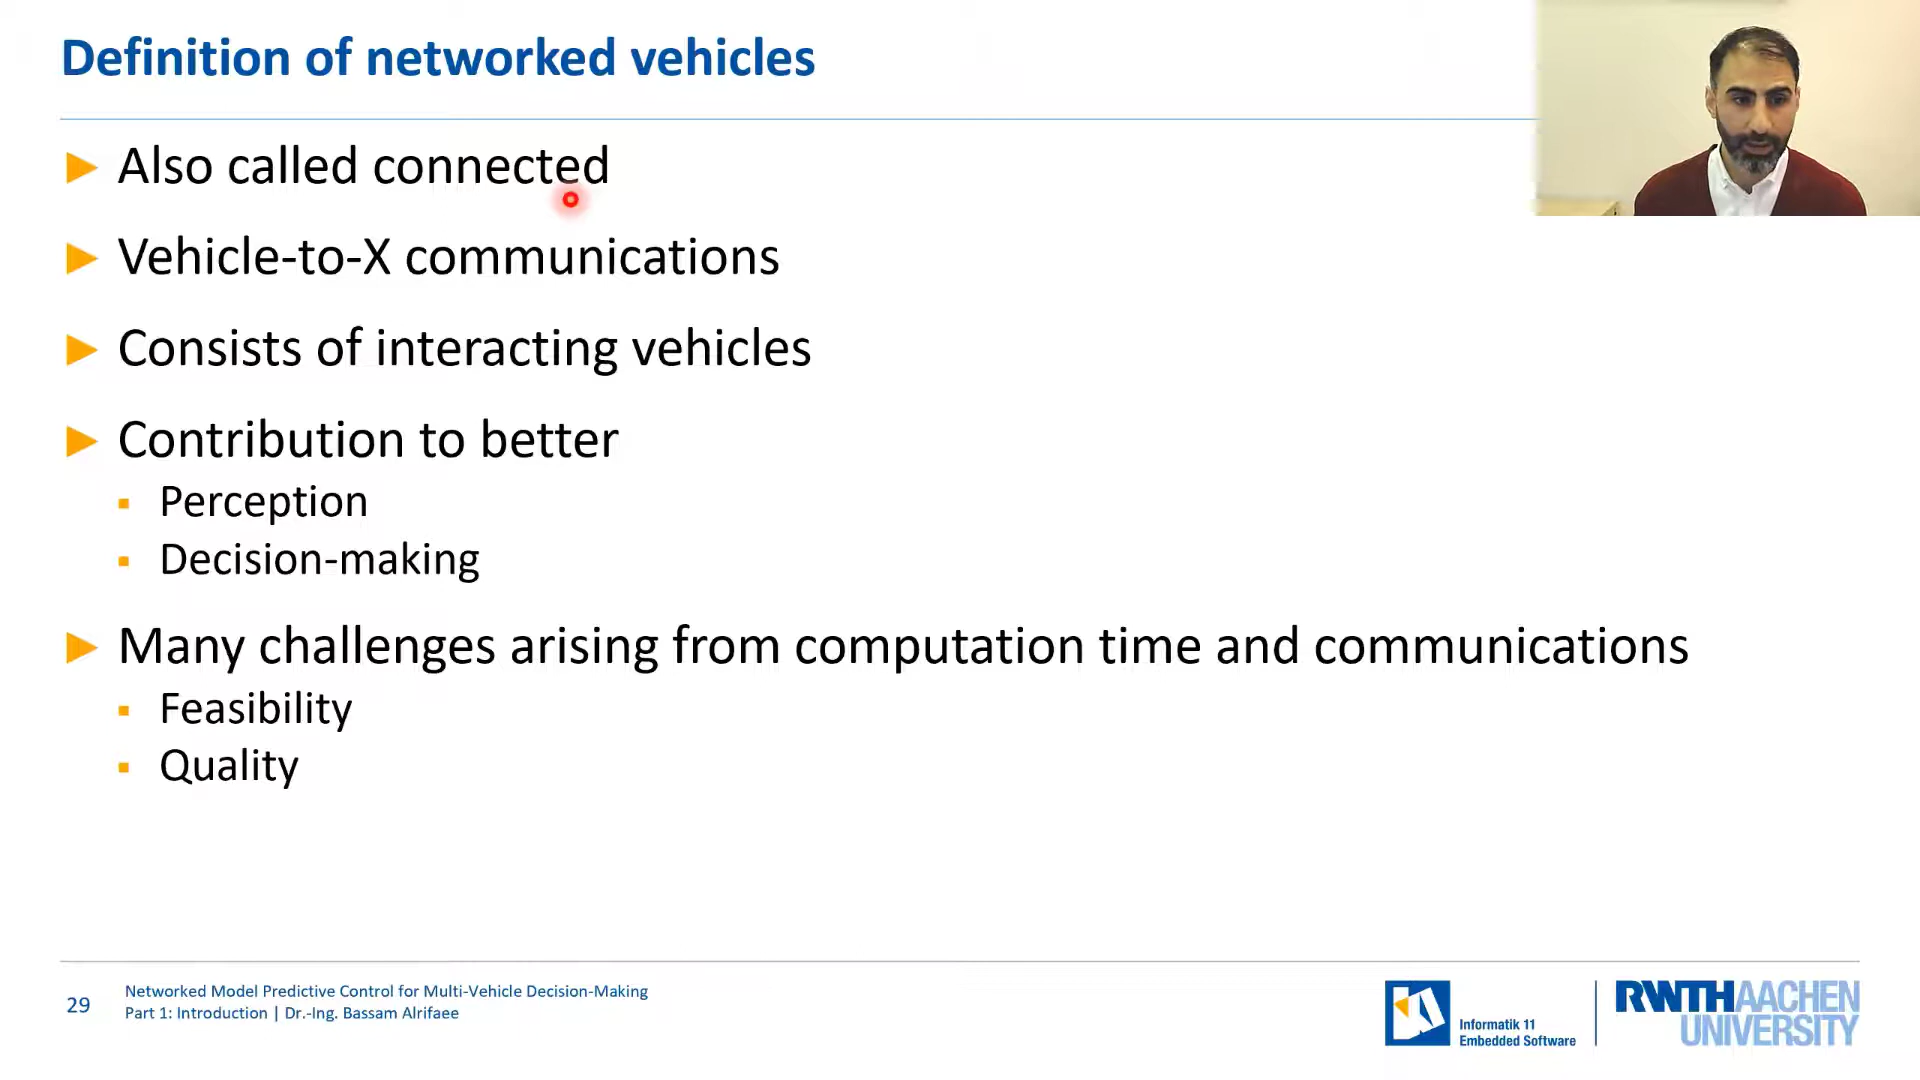 Definition of networked vehicles
Also called connected
Vehicle-to-X communications
Consists of interacting vehicles
Contribution to better
Perception
Decision-making
Many challenges arising from computation time and communications
Feasibility
Quality
29
Networked Model Predictive Control for Multi-Vehicle Decision-Making
Part 1: Introduction | Dr.-Ing. Bassam Alrifaee
Informatik 11
Embedded Software
RWTHAACHEN
UNIVERSITY